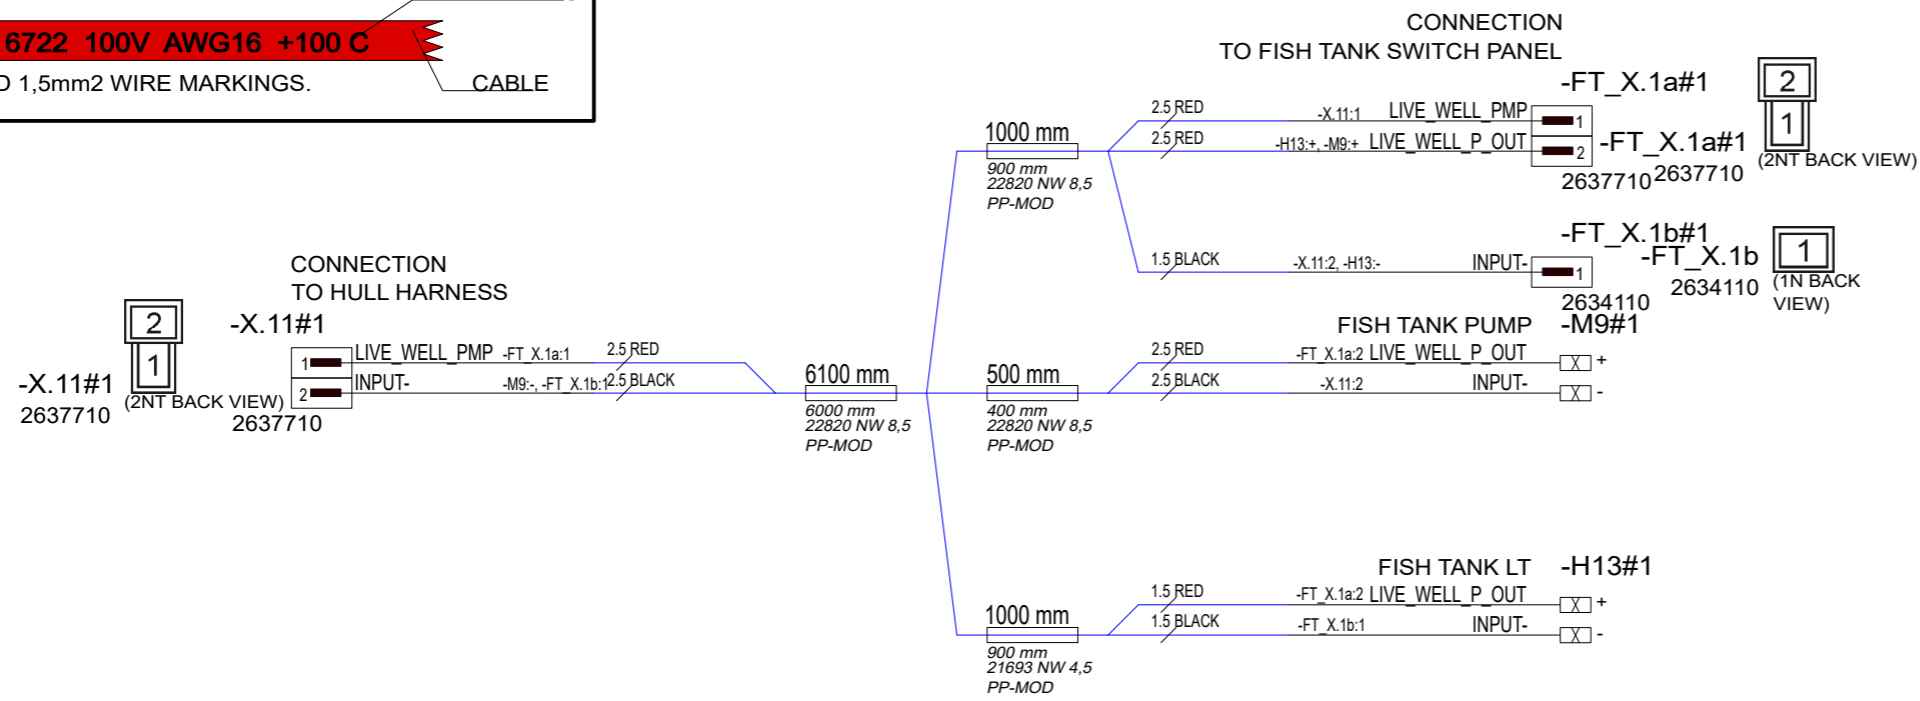 6722 100V AWG16 +100 C
D 1,5mm2 WIRE MARKINGS.
CABLE
CONNECTION
TO FISH TANK SWITCH PANEL
-FT_X.1a#1
2
1
(2NT BACK VIEW)
1000 mm
900 mm
22820 NW 8,5
PP-MOD
2.5 RED
-X.11:1
LIVE_WELL_PMP
1
2.5 RED
-H13:+, -M9:+
LIVE_WELL_P_OUT
2
-FT_X.1a#1
2637710
2637710
-FT_X.1b#1
-FT_X.1b
1
(1N BACK
VIEW)
1.5 BLACK
-X.11:2, -H13:-
INPUT-
1
2634110
2634110
CONNECTION
TO HULL HARNESS
2
1
(2NT BACK VIEW)
-X.11#1
-X.11#1
2637710
2637710
1
LIVE_WELL_PMP
-FT_X.1a:1
2.5 RED
2
INPUT-
-M9:-, -FT_X.1b:1
2.5 BLACK
6100 mm
6000 mm
22820 NW 8,5
PP-MOD
FISH TANK PUMP
-M9#1
500 mm
400 mm
22820 NW 8,5
PP-MOD
2.5 RED
-FT_X.1a:2
LIVE_WELL_P_OUT
X
+
2.5 BLACK
-X.11:2
INPUT-
X
-
FISH TANK LT
-H13#1
1000 mm
900 mm
21693 NW 4,5
PP-MOD
1.5 RED
-FT_X.1a:2
LIVE_WELL_P_OUT
X
+
1.5 BLACK
-FT_X.1b:1
INPUT-
X
-